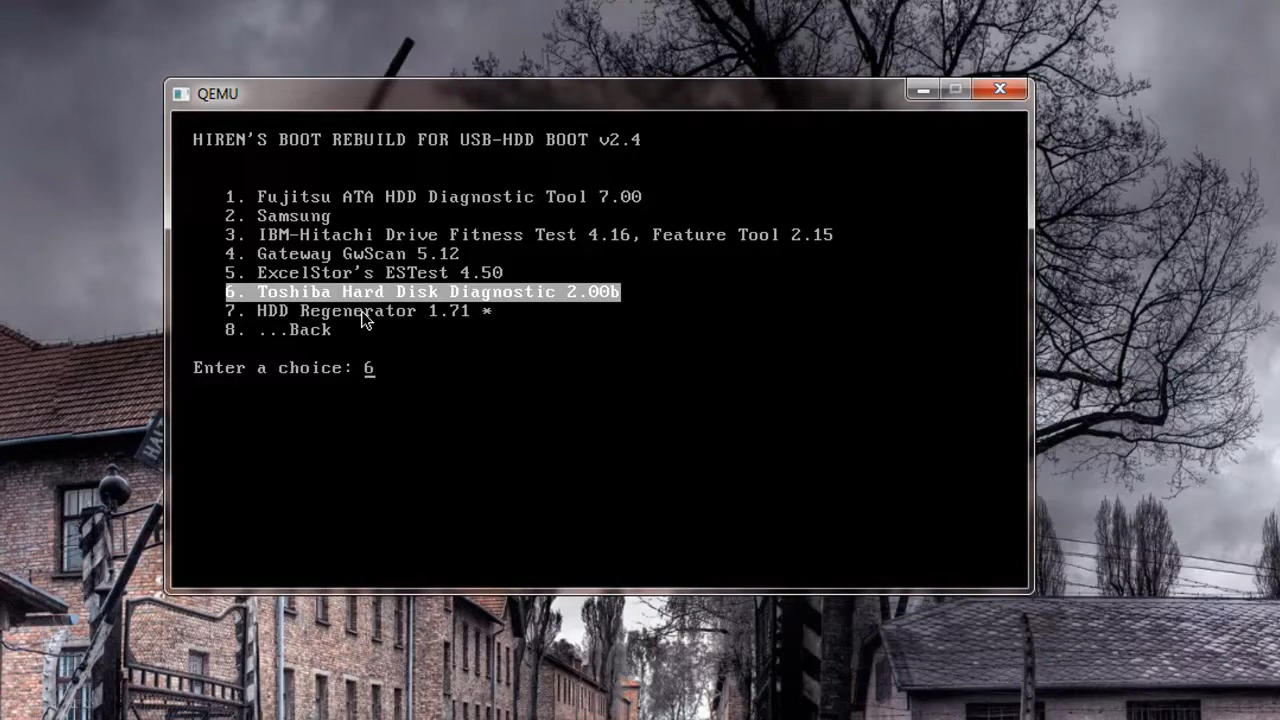 QEMU
HIREN'S BOOT REBUILD FOR USB-HDD BOOT v2.4
1. Fujitsu ATA HDD Diagnostic Tool 7.00
2. Samsung
3. IBM-Hitachi Drive Fitness Test 4.16, Feature Tool 2.15
4. Gateway GwScan 5.12
5. ExcelStor's ESTest 4.50
6. Toshiba Hard Disk Diagnostic 2.00b
7. HDD Regenerator 1.71 *
8. ...Back
Enter a choice: 6
HAL